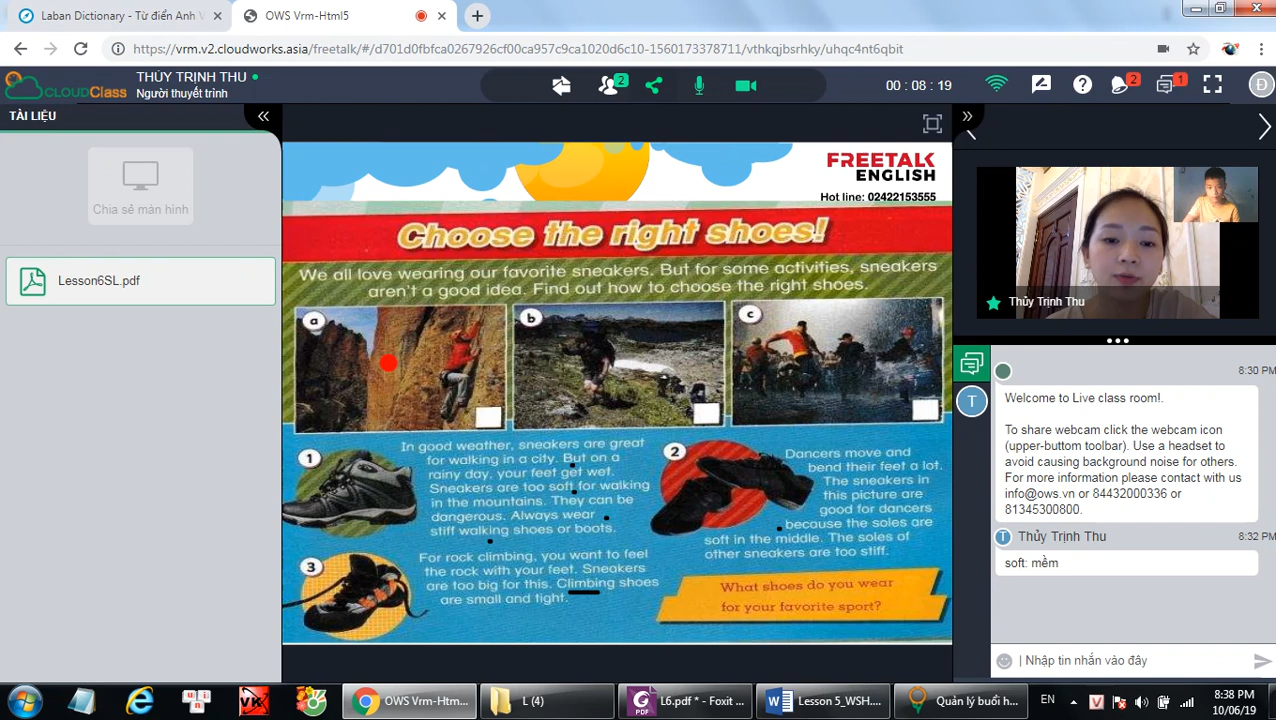 Laban Dictionary - Từ điển Anh V
OWS Vrm-Html5
https://vrm.v2.cloudworks.asia/freetalk/#/d701d0fbfca0267926cf00ca957c9ca1020d6c10-1560173378711/vthkqjbsrhky/uhqc4nt6qbit
CLOUDClass
THỦY TRỊNH THU
Người thuyết trình
2
00 : 08 : 19
2
1
Đ
TÀI LIỆU
Chia sẻ màn hình
Lesson6SL.pdf
FREETALK
ENGLISH
Hot line: 02422153555
Choose the right shoes!
We all love wearing our favorite sneakers. But for some activities, sneakers
aren't a good idea. Find out how to choose the right shoes.
a
b
c
1
In good weather, sneakers are great
for walking in a city. But on a
rainy day, your feet get wet.
Sneakers are too soft for walking
in the mountains. They can be
dangerous. Always wear
stiff walking shoes or boots.
2
Dancers move and
bend their feet a lot.
The sneakers in
this picture are
good for dancers
because the soles are
soft in the middle. The soles of
other sneakers are too stiff.
3
For rock climbing, you want to feel
the rock with your feet. Sneakers
are too big for this. Climbing shoes
are small and tight.
What shoes do you wear
for your favorite sport?
Thủy Trịnh Thu
8:30 PM
T
Welcome to Live class room!.
To share webcam click the webcam icon
(upper-buttom toolbar). Use a headset to
avoid causing background noise for others.
For more information please contact with us
info@ows.vn or 84432000336 or
81345300800.
T Thủy Trịnh Thu
8:32 PM
soft: mềm
Nhập tin nhắn vào đây
OWS Vrm-Htm...
L (4)
L6.pdf * - Foxit ...
Lesson 5_WSH....
Quản lý buổi h...
EN
8:38 PM
10/06/19